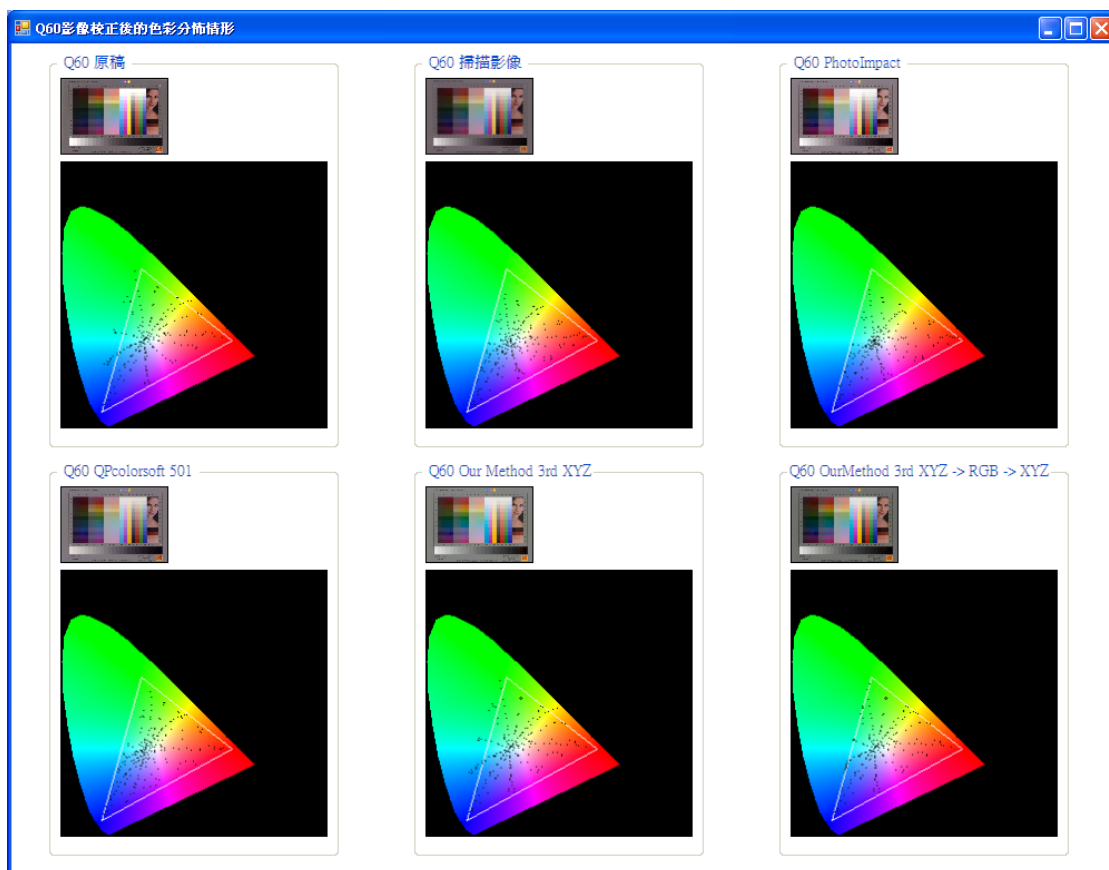 Q60影像校正後的色彩分佈情形
Q60 原稿
Q60 掃描影像
Q60 PhotoImpact
Q60 QPcolorsoft 501
Q60 Our Method 3rd XYZ
Q60 OurMethod 3rd XYZ -> RGB -> XYZ